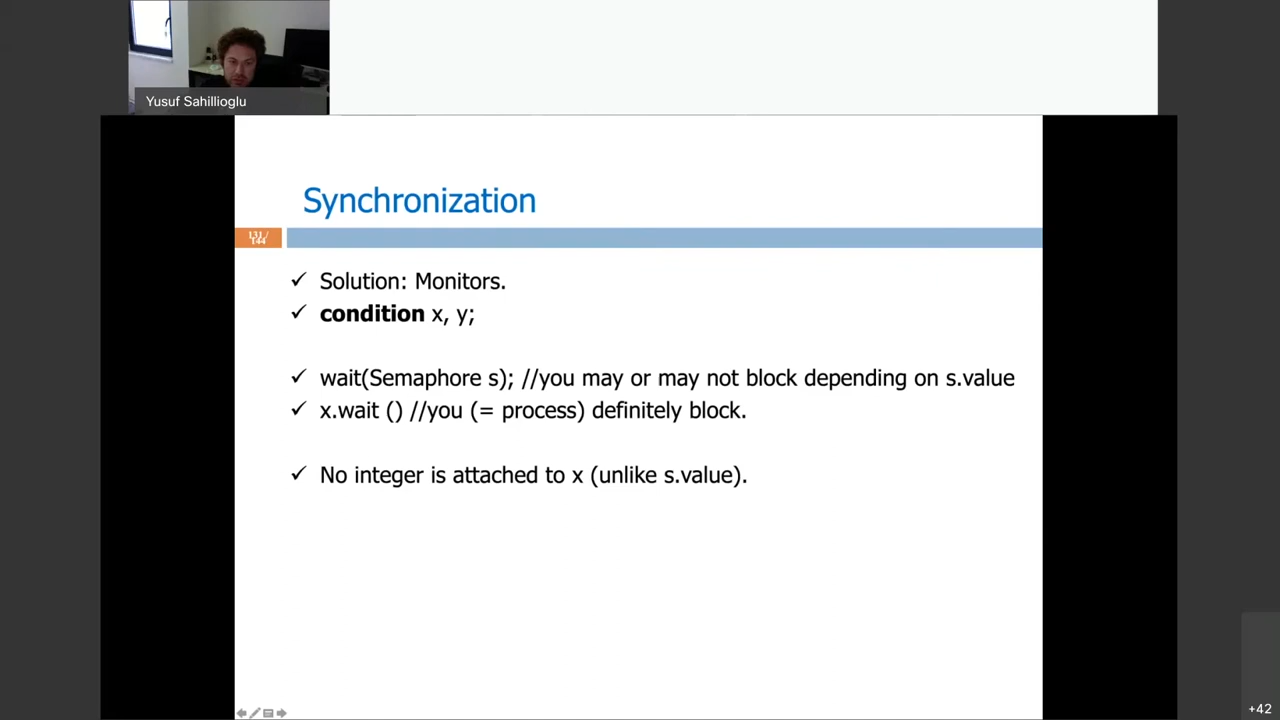 Yusuf Sahillioglu
Synchronization
131 /
144
✓ Solution: Monitors.
✓ condition x, y;
✓ wait(Semaphore s); //you may or may not block depending on s.value
✓ x.wait () //you (= process) definitely block.
✓ No integer is attached to x (unlike s.value).
+42